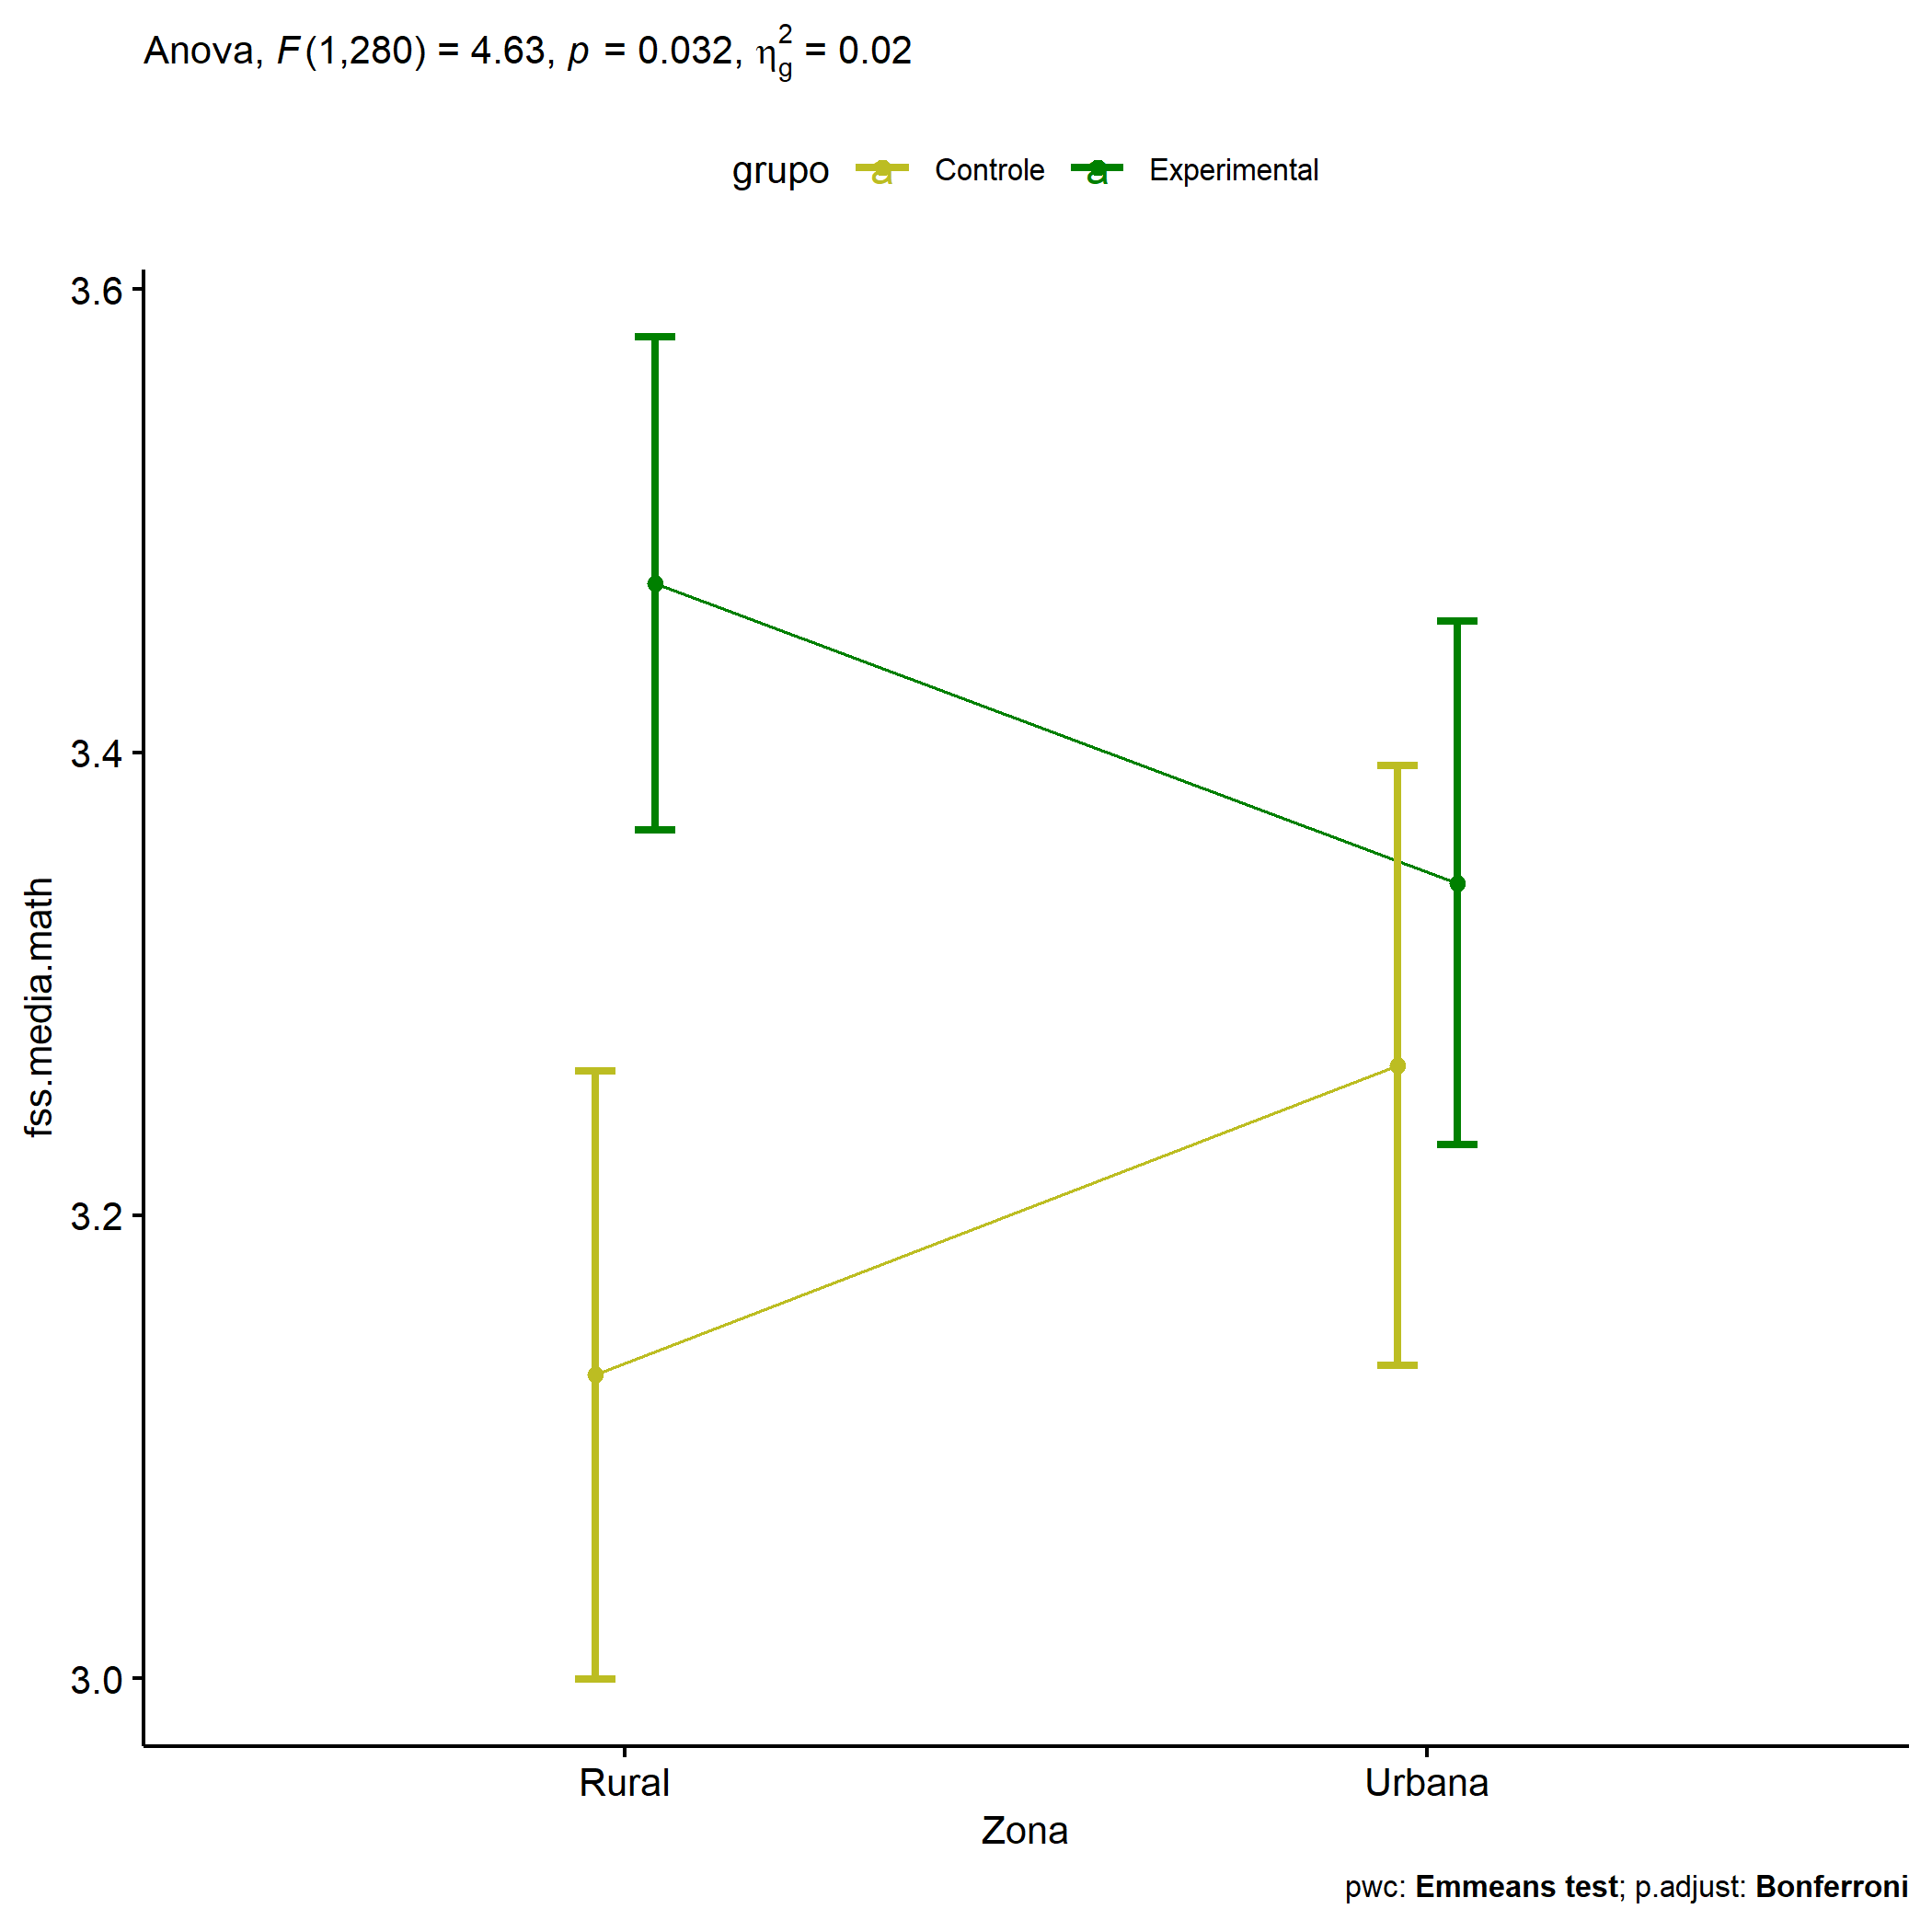 Anova, F(1,280) = 4.63, p = 0.032, η²g = 0.02
grupo a Controle a Experimental
3.6
3.4
3.2
3.0
fss.media.math
Rural Urbana
Zona
pwc: Emmeans test; p.adjust: Bonferroni